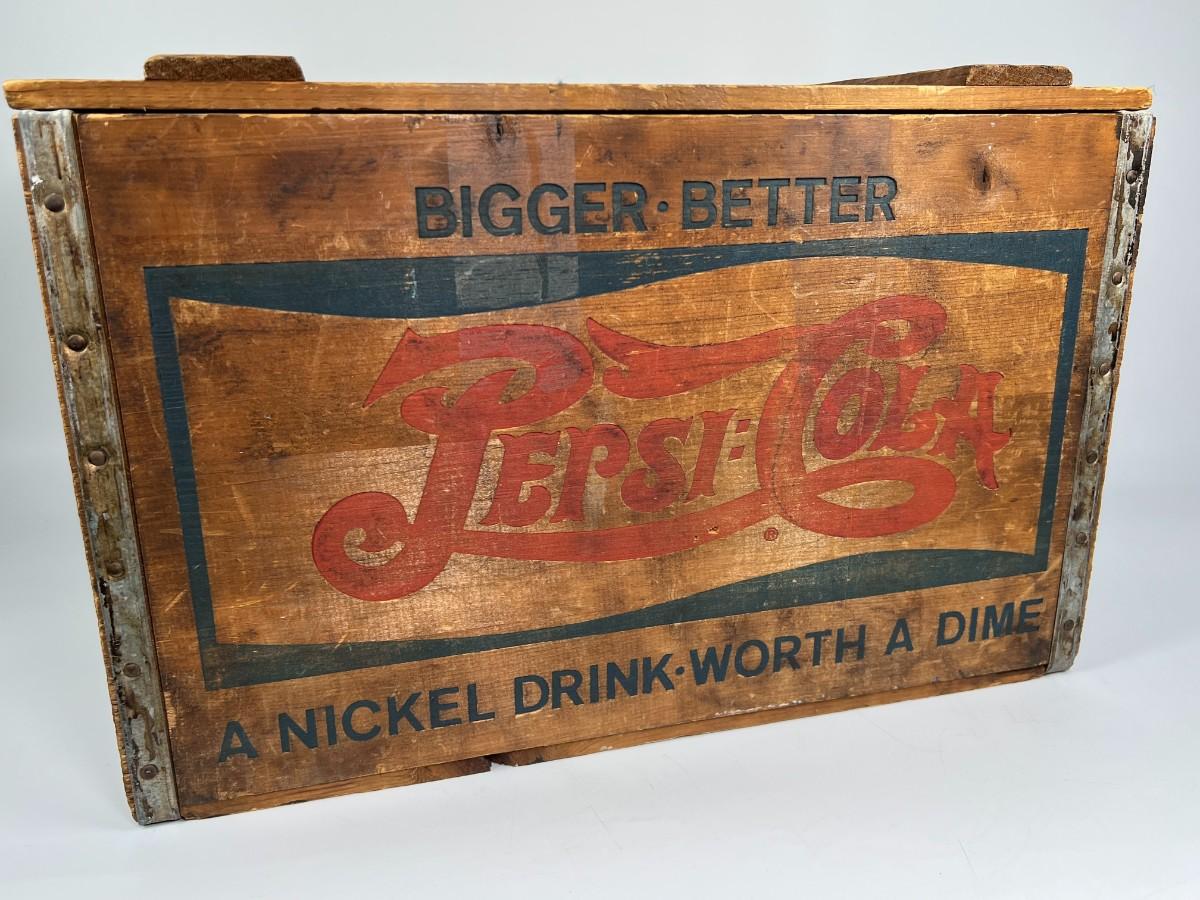 BIGGER·BETTER
PEPSI:COLA
®
A NICKEL DRINK·WORTH A DIME